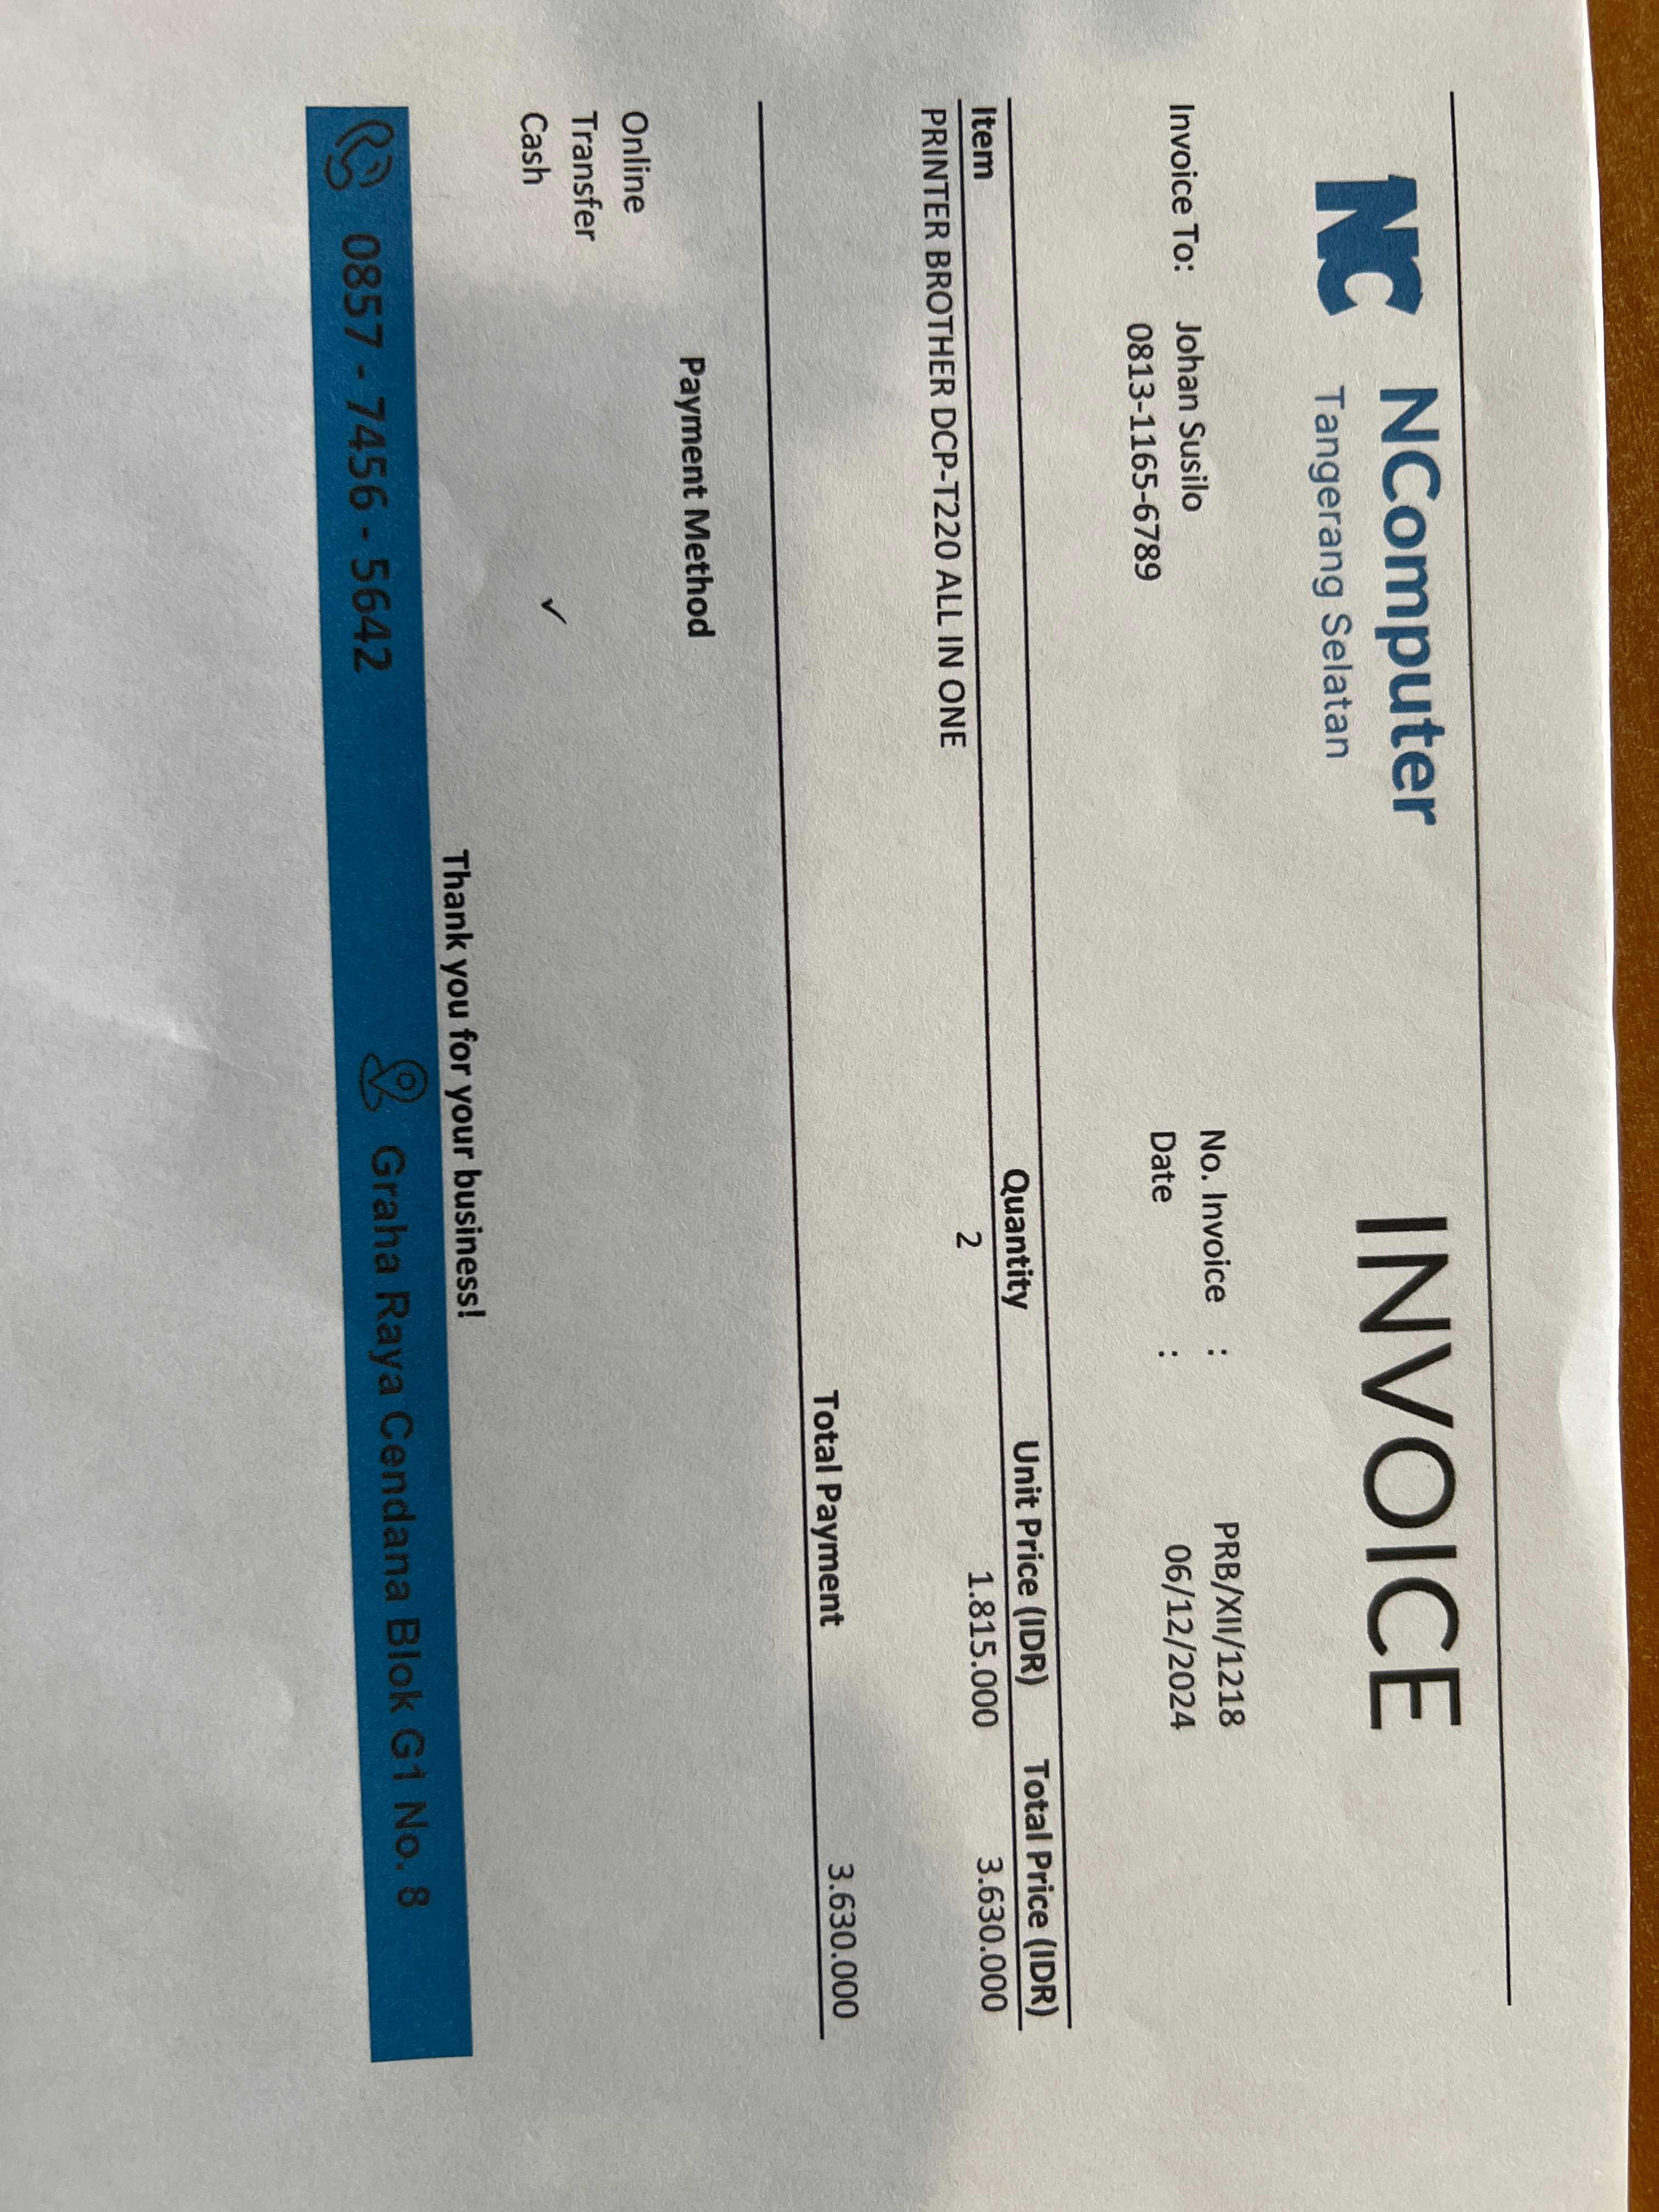 NC NComputer INVOICE
Tangerang Selatan
Invoice To: Johan Susilo No. Invoice : PRB/XII/1218
0813-1165-6789 Date : 06/12/2024
Item Quantity Unit Price (IDR) Total Price (IDR)
PRINTER BROTHER DCP-T220 ALL IN ONE 2 1.815.000 3.630.000
Total Payment 3.630.000
Payment Method
Online
Transfer
Cash ✓
Thank you for your business!
0857 - 7456 - 5642 Graha Raya Cendana Blok G1 No. 8